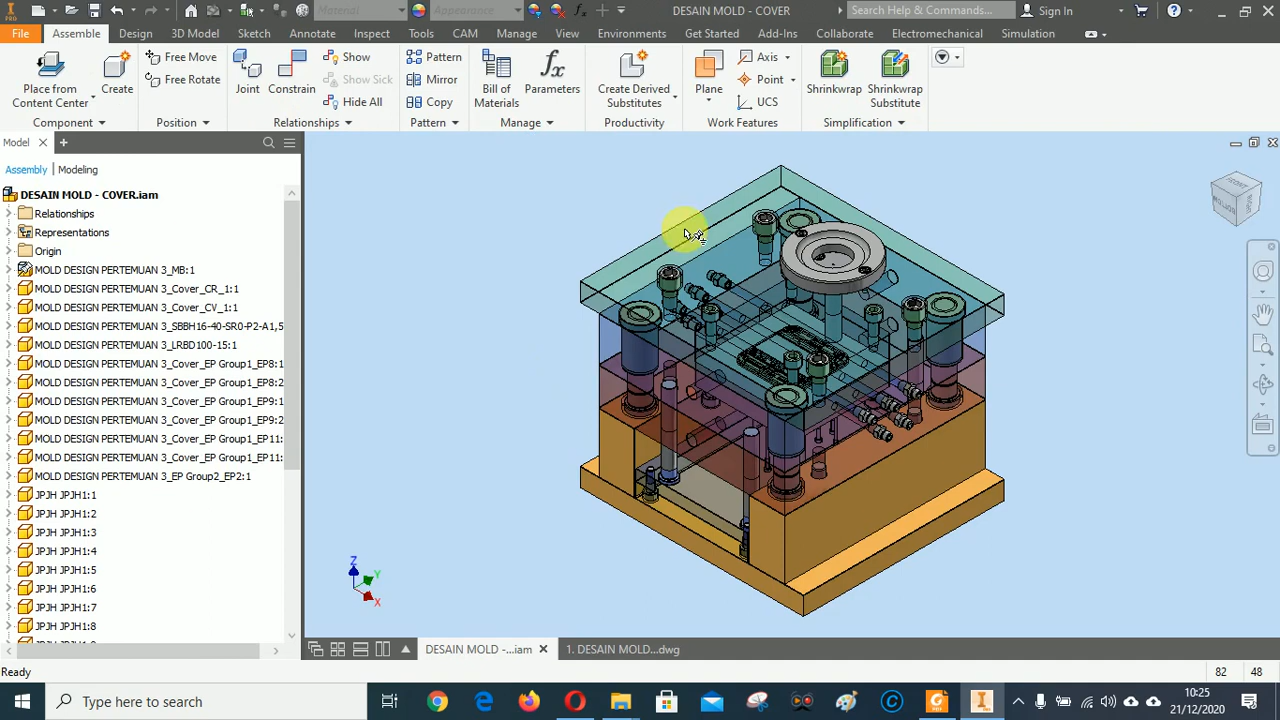 PRO
Material
Appearance
DESAIN MOLD - COVER
Search Help & Commands...
Sign In
File
Assemble
Design
3D Model
Sketch
Annotate
Inspect
Tools
CAM
Manage
View
Environments
Get Started
Add-Ins
Collaborate
Electromechanical
Simulation
Place from
Content Center
Create
Free Move
Free Rotate
Joint
Constrain
Show
Show Sick
Hide All
Pattern
Mirror
Copy
Bill of
Materials
Parameters
Create Derived
Substitutes
Plane
Axis
Point
UCS
Shrinkwrap
Shrinkwrap
Substitute
Component
Position
Relationships
Pattern
Manage
Productivity
Work Features
Simplification
Model
Assembly
Modeling
DESAIN MOLD - COVER.iam
Relationships
Representations
Origin
MOLD DESIGN PERTEMUAN 3_MB:1
MOLD DESIGN PERTEMUAN 3_Cover_CR_1:1
MOLD DESIGN PERTEMUAN 3_Cover_CV_1:1
MOLD DESIGN PERTEMUAN 3_SBBH16-40-SR0-P2-A1,5
MOLD DESIGN PERTEMUAN 3_LRBD100-15:1
MOLD DESIGN PERTEMUAN 3_Cover_EP Group1_EP8:1
MOLD DESIGN PERTEMUAN 3_Cover_EP Group1_EP8:2
MOLD DESIGN PERTEMUAN 3_Cover_EP Group1_EP9:1
MOLD DESIGN PERTEMUAN 3_Cover_EP Group1_EP9:2
MOLD DESIGN PERTEMUAN 3_Cover_EP Group1_EP11:
MOLD DESIGN PERTEMUAN 3_Cover_EP Group1_EP11:
MOLD DESIGN PERTEMUAN 3_EP Group2_EP2:1
JPJH JPJH1:1
JPJH JPJH1:2
JPJH JPJH1:3
JPJH JPJH1:4
JPJH JPJH1:5
JPJH JPJH1:6
JPJH JPJH1:7
JPJH JPJH1:8
Z
Y
X
DESAIN MOLD -...iam
1. DESAIN MOLD...dwg
Ready
82
48
Type here to search
10:25
21/12/2020